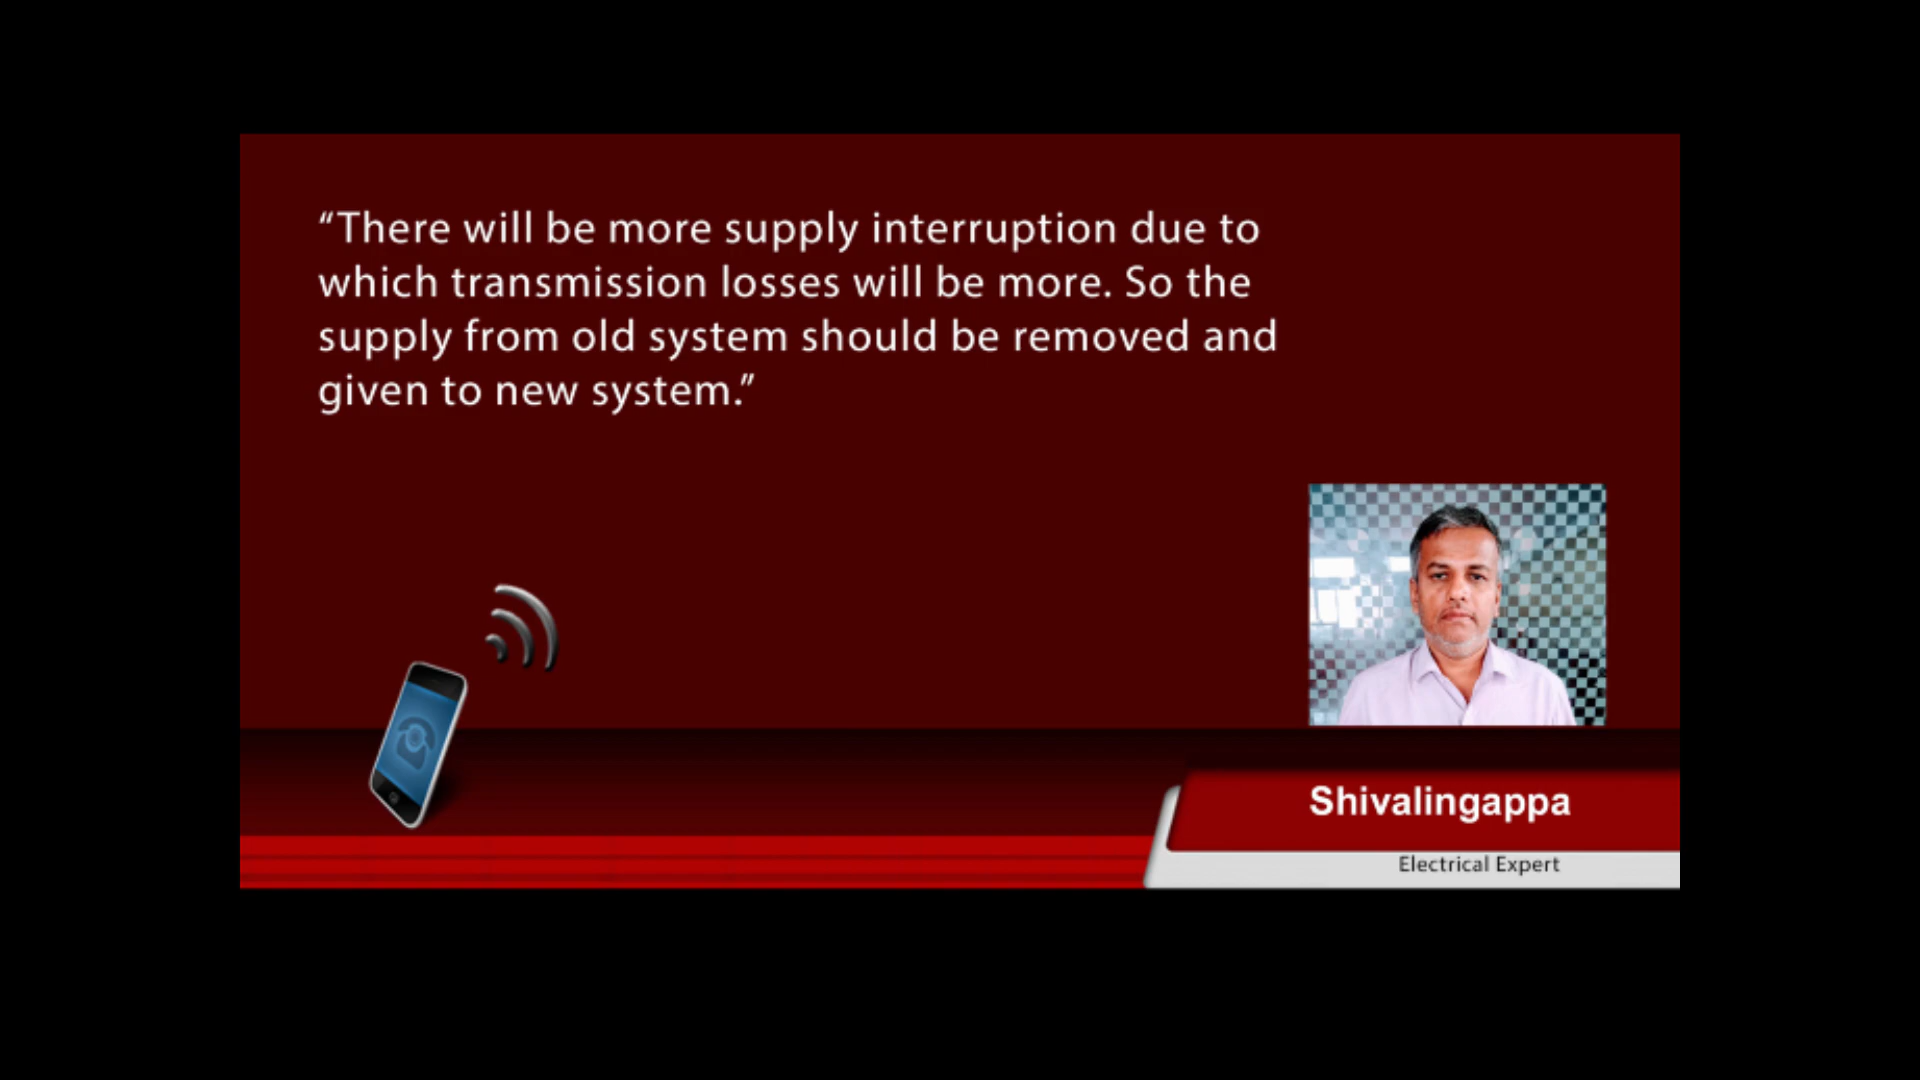 “There will be more supply interruption due to
which transmission losses will be more. So the
supply from old system should be removed and
given to new system.”
Shivalingappa
Electrical Expert